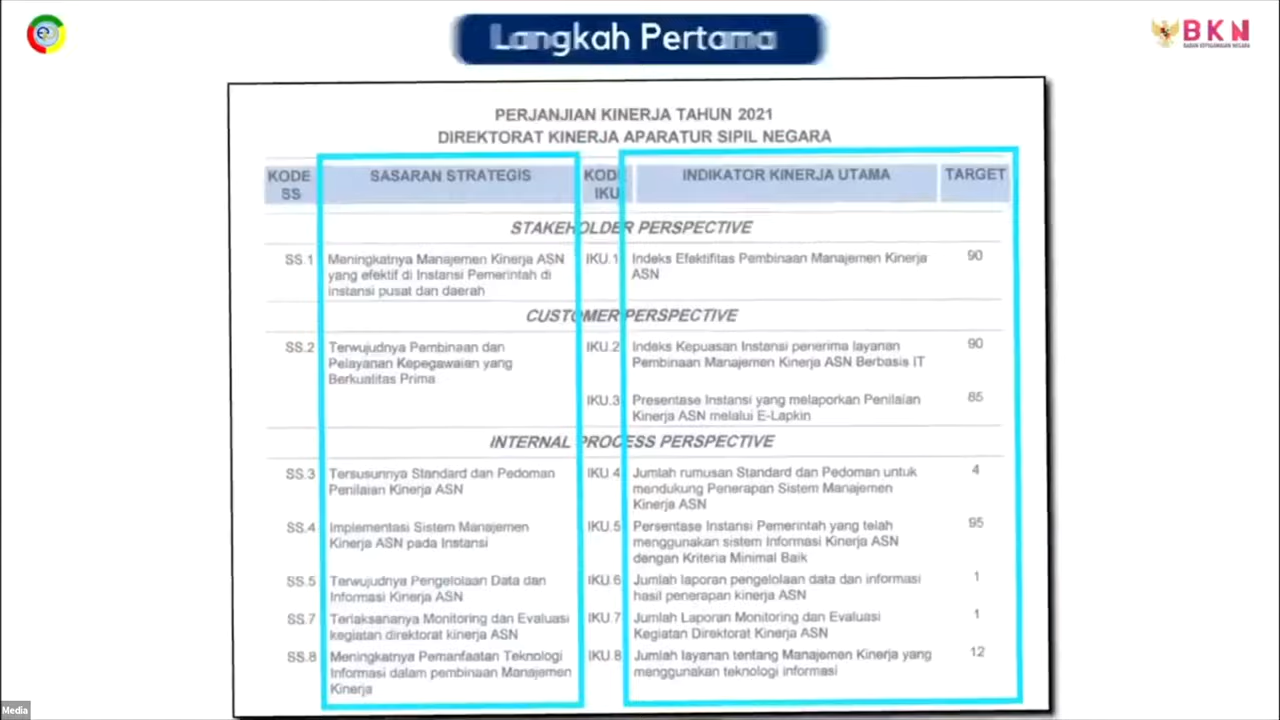 Langkah Pertama
BKN
BADAN KEPEGAWAIAN NEGARA
PERJANJIAN KINERJA TAHUN 2021
DIREKTORAT KINERJA APARATUR SIPIL NEGARA
KODE SS SASARAN STRATEGIS KODE IKU INDIKATOR KINERJA UTAMA TARGET
STAKEHOLDER PERSPECTIVE
SS.1 Meningkatnya Manajemen Kinerja ASN IKU.1 Indeks Efektifitas Pembinaan Manajemen Kinerja 90
yang efektif di Instansi Pemerintah di ASN
instansi pusat dan daerah
CUSTOMER PERSPECTIVE
SS.2 Terwujudnya Pembinaan dan IKU.2 Indeks Kepuasan Instansi penerima layanan 90
Pelayanan Kepegawaian yang Pembinaan Manajemen Kinerja ASN Berbasis IT
Berkualitas Prima
IKU.3 Presentase Instansi yang melaporkan Penilaian 85
Kinerja ASN melalui E-Lapkin
INTERNAL PROCESS PERSPECTIVE
SS.3 Tersusunnya Standard dan Pedoman IKU 4 Jumlah rumusan Standard dan Pedoman untuk 4
Penilaian Kinerja ASN mendukung Penerapan Sistem Manajemen
Kinerja ASN
SS.4 Implementasi Sistem Manajemen IKU.5 Persentase Instansi Pemerintah yang telah 95
Kinerja ASN pada Instansi menggunakan sistem Informasi Kinerja ASN
dengan Kriteria Minimal Baik
SS.5 Terwujudnya Pengelolaan Data dan IKU.6 Jumlah laporan pengelolaan data dan informasi 1
Informasi Kinerja ASN hasil penerapan kinerja ASN
SS.7 Terlaksananya Monitoring dan Evaluasi IKU.7 Jumlah Laporan Monitoring dan Evaluasi 1
kegiatan direktorat kinerja ASN Kegiatan Direktorat Kinerja ASN
SS.8 Meningkatnya Pemanfaatan Teknologi IKU.8 Jumlah layanan tentang Manajemen Kinerja yang 12
Informasi dalam pembinaan Manajemen menggunakan teknologi informasi
Kinerja
Media